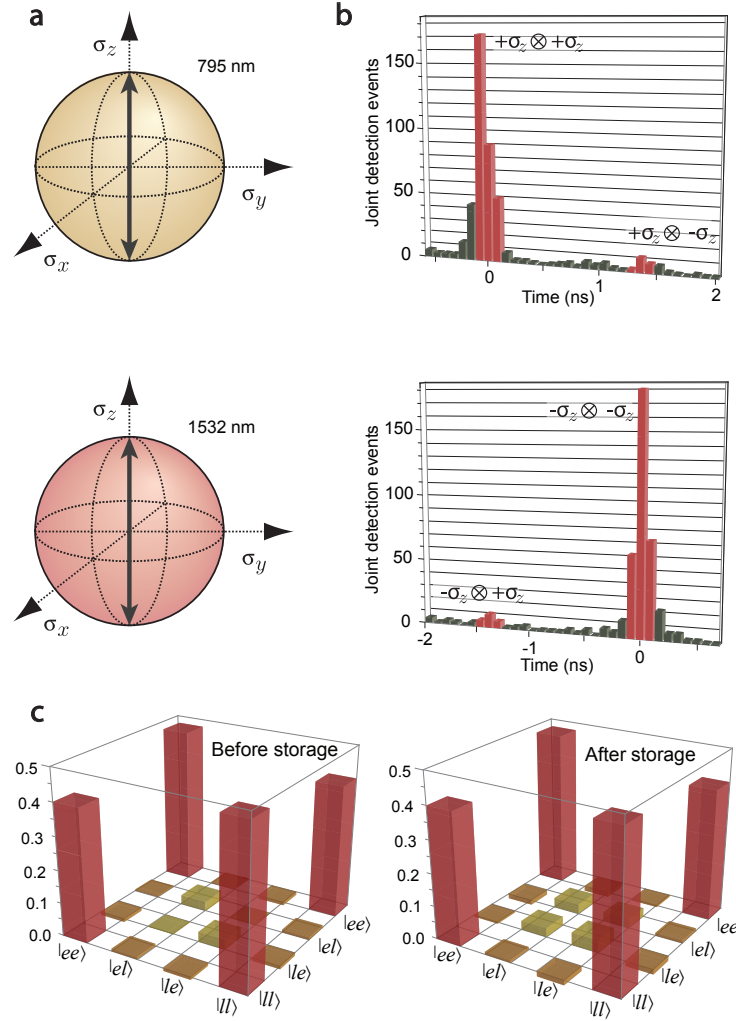 a
σz
795 nm
σy
σx
b
+σz ⊗ +σz
+σz ⊗ -σz
Joint detection events
150
100
50
0
0
1
2
Time (ns)
σz
1532 nm
σy
σx
-σz ⊗ -σz
-σz ⊗ +σz
Joint detection events
150
100
50
0
-2
-1
0
Time (ns)
c
Before storage
0.5
0.4
0.3
0.2
0.1
0.0
|ee⟩
|el⟩
|le⟩
|ll⟩
|ll⟩
|le⟩
|el⟩
|ee⟩
After storage
0.5
0.4
0.3
0.2
0.1
0.0
|ee⟩
|el⟩
|le⟩
|ll⟩
|ll⟩
|le⟩
|el⟩
|ee